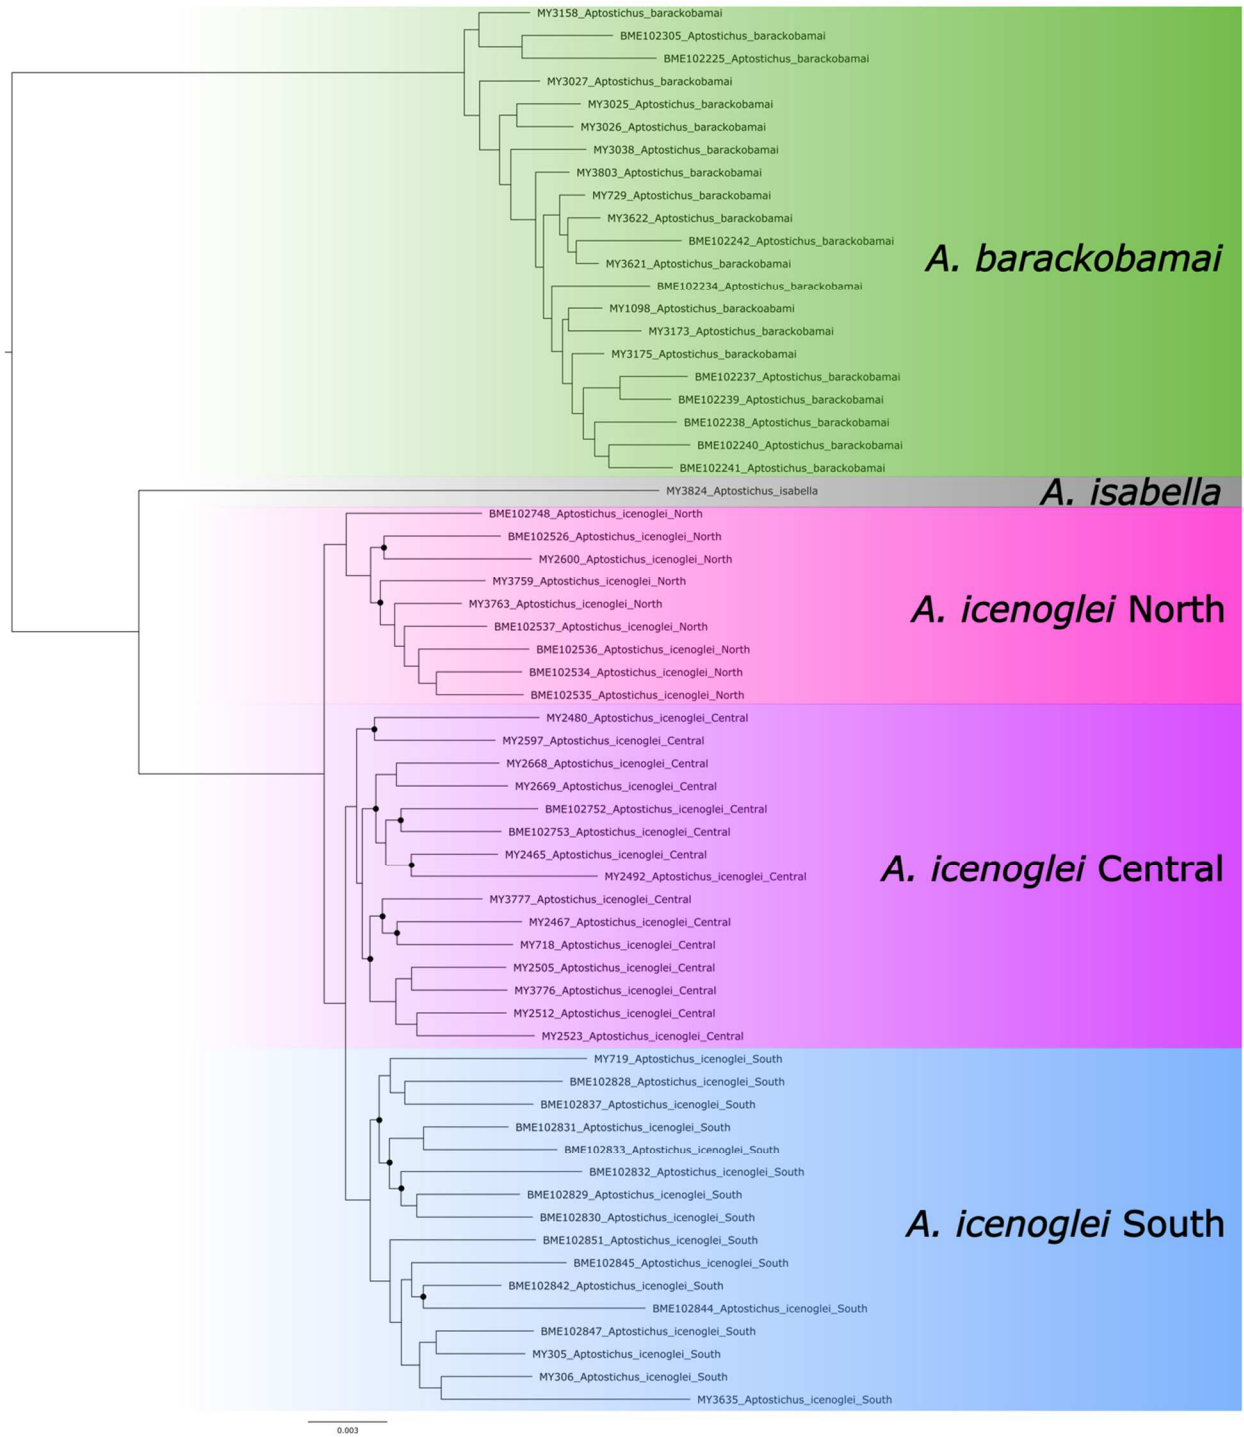 MY3158_Aptostichus_barackobamai
BME102305_Aptostichus_barackobamai
BME102225_Aptostichus_barackobamai
MY3027_Aptostichus_barackobamai
MY3025_Aptostichus_barackobamai
MY3026_Aptostichus_barackobamai
MY3038_Aptostichus_barackobamai
MY3803_Aptostichus_barackobamai
MY729_Aptostichus_barackobamai
MY3622_Aptostichus_barackobamai
BME102242_Aptostichus_barackobamai
A. barackobamai
MY3621_Aptostichus_barackobamai
BME102234_Aptostichus_barackobamai
MY1098_Aptostichus_barackoabami
MY3173_Aptostichus_barackobamai
MY3175_Aptostichus_barackobamai
BME102237_Aptostichus_barackobamai
BME102239_Aptostichus_barackobamai
BME102238_Aptostichus_barackobamai
BME102240_Aptostichus_barackobamai
BME102241_Aptostichus_barackobamai
MY3824_Aptostichus_isabella
A. isabella
BME102748_Aptostichus_icenoglei_North
BME102526_Aptostichus_icenoglei_North
MY2600_Aptostichus_icenoglei_North
MY3759_Aptostichus_icenoglei_North
MY3763_Aptostichus_icenoglei_North
A. icenoglei North
BME102537_Aptostichus_icenoglei_North
BME102536_Aptostichus_icenoglei_North
BME102534_Aptostichus_icenoglei_North
BME102535_Aptostichus_icenoglei_North
MY2480_Aptostichus_icenoglei_Central
MY2597_Aptostichus_icenoglei_Central
MY2668_Aptostichus_icenoglei_Central
MY2669_Aptostichus_icenoglei_Central
BME102752_Aptostichus_icenoglei_Central
BME102753_Aptostichus_icenoglei_Central
MY2465_Aptostichus_icenoglei_Central
A. icenoglei Central
MY2492_Aptostichus_icenoglei_Central
MY3777_Aptostichus_icenoglei_Central
MY2467_Aptostichus_icenoglei_Central
MY718_Aptostichus_icenoglei_Central
MY2505_Aptostichus_icenoglei_Central
MY3776_Aptostichus_icenoglei_Central
MY2512_Aptostichus_icenoglei_Central
MY2523_Aptostichus_icenoglei_Central
MY719_Aptostichus_icenoglei_South
BME102828_Aptostichus_icenoglei_South
BME102837_Aptostichus_icenoglei_South
BME102831_Aptostichus_icenoglei_South
BME102833_Aptostichus_icenoglei_South
BME102832_Aptostichus_icenoglei_South
BME102829_Aptostichus_icenoglei_South
BME102830_Aptostichus_icenoglei_South
A. icenoglei South
BME102851_Aptostichus_icenoglei_South
BME102845_Aptostichus_icenoglei_South
BME102842_Aptostichus_icenoglei_South
BME102844_Aptostichus_icenoglei_South
BME102847_Aptostichus_icenoglei_South
MY305_Aptostichus_icenoglei_South
MY306_Aptostichus_icenoglei_South
MY3635_Aptostichus_icenoglei_South
0.003